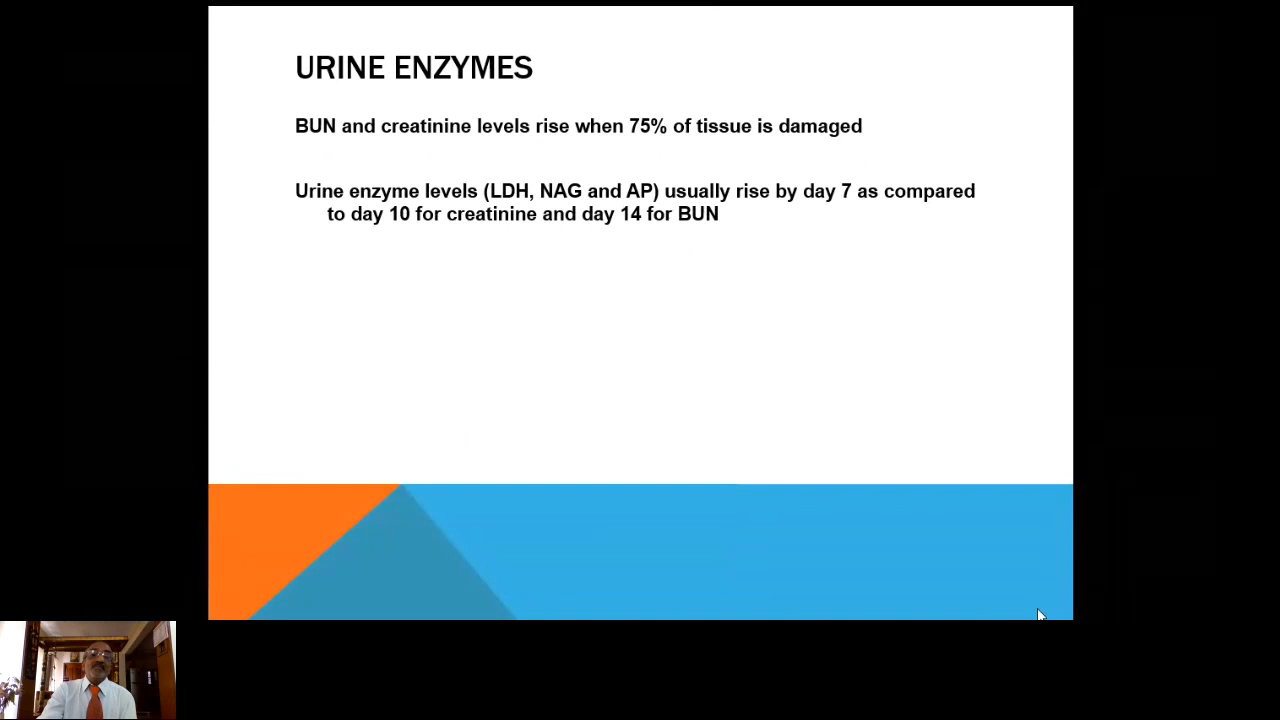 URINE ENZYMES
BUN and creatinine levels rise when 75% of tissue is damaged
Urine enzyme levels (LDH, NAG and AP) usually rise by day 7 as compared
to day 10 for creatinine and day 14 for BUN